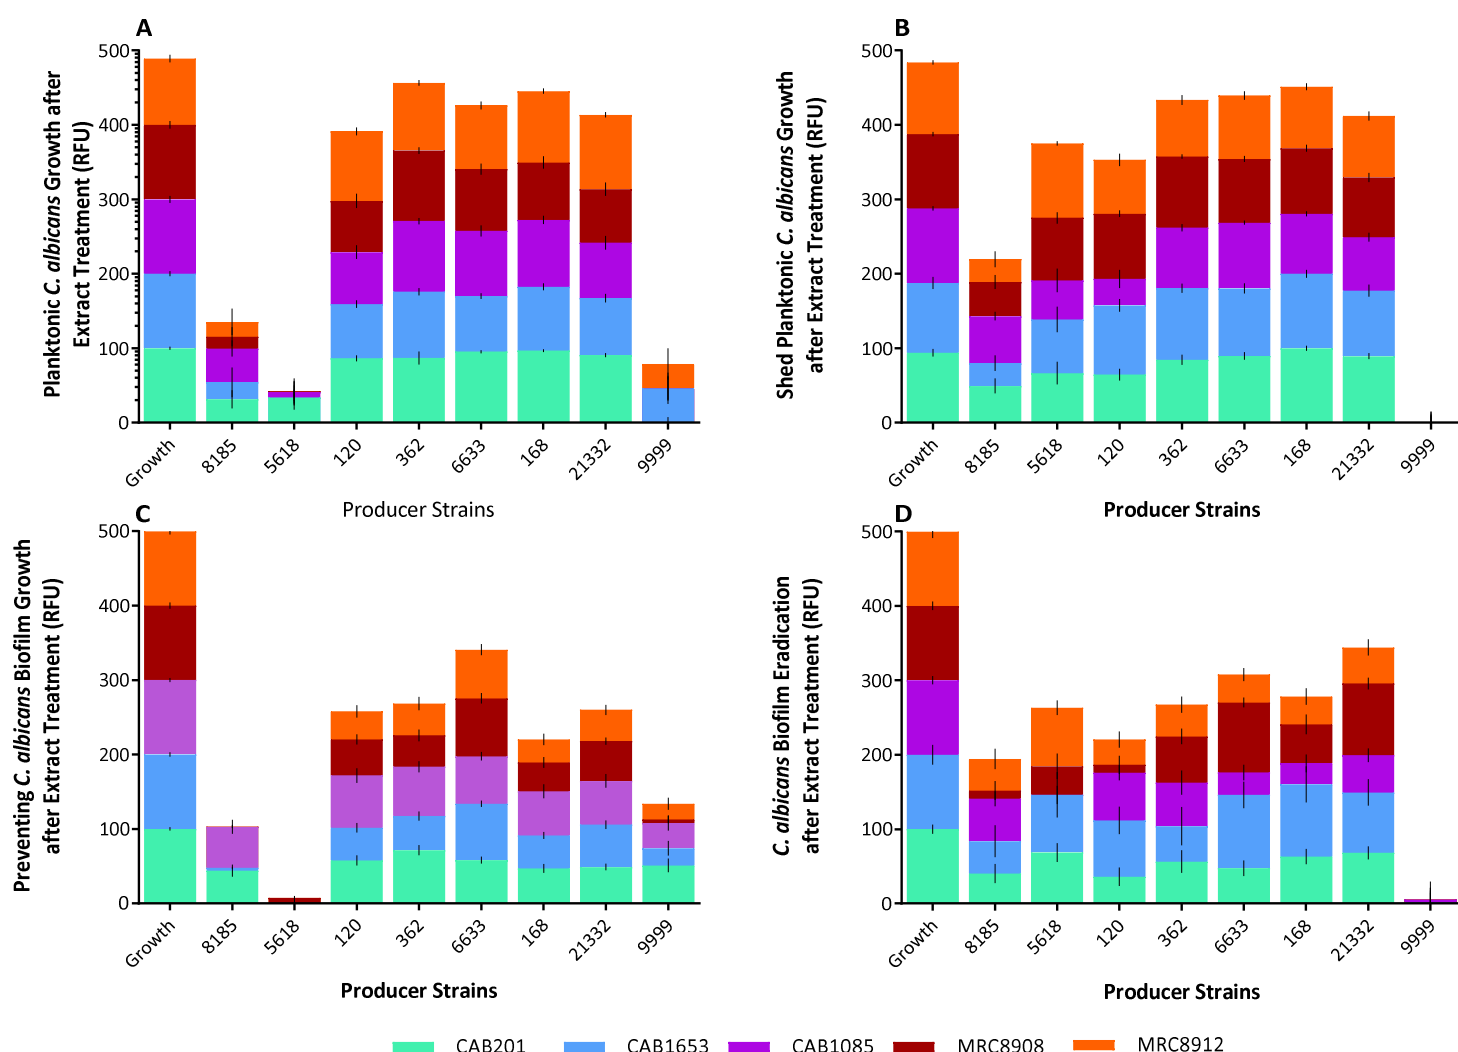 A
Planktonic C. albicans Growth after
Extract Treatment (RFU)
500
400
300
200
100
0
Growth
8185
5618
120
362
6633
168
21332
9999
Producer Strains
B
Shed Planktonic C. albicans Growth
after Extract Treatment (RFU)
500
400
300
200
100
0
Growth
8185
5618
120
362
6633
168
21332
9999
Producer Strains
C
Preventing C. albicans Biofilm Growth
after Extract Treatment (RFU)
500
400
300
200
100
0
Growth
8185
5618
120
362
6633
168
21332
9999
Producer Strains
D
C. albicans Biofilm Eradication
after Extract Treatment (RFU)
500
400
300
200
100
0
Growth
8185
5618
120
362
6633
168
21332
9999
Producer Strains
CAB201 CAB1653 CAB1085 MRC8908 MRC8912